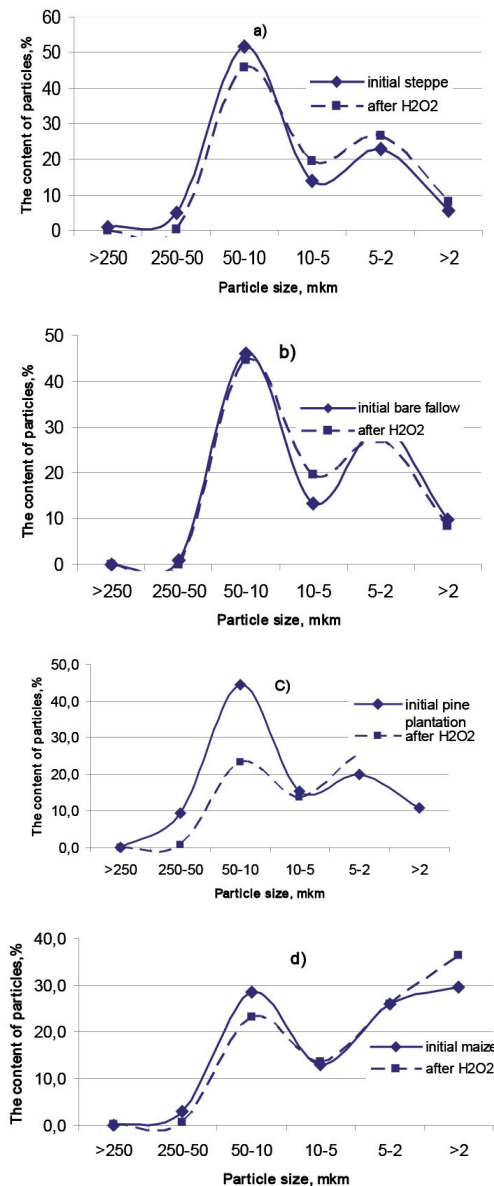 a)
The content of particles,%
60
50
40
30
20
10
0
initial steppe
after H2O2
>250 250-50 50-10 10-5 5-2 >2
Particle size, mkm
b)
The content of particles,%
50
40
30
20
10
0
initial bare fallow
after H2O2
>250 250-50 50-10 10-5 5-2 >2
Particle size, mkm
c)
The content of particles,%
50,0
40,0
30,0
20,0
10,0
0,0
initial pine
plantation
after H2O2
>250 250-50 50-10 10-5 5-2 >2
Particle size, mkm
d)
The content of particles,%
40,0
30,0
20,0
10,0
0,0
initial maize
after H2O2
>250 250-50 50-10 10-5 5-2 >2
Particle size, mkm